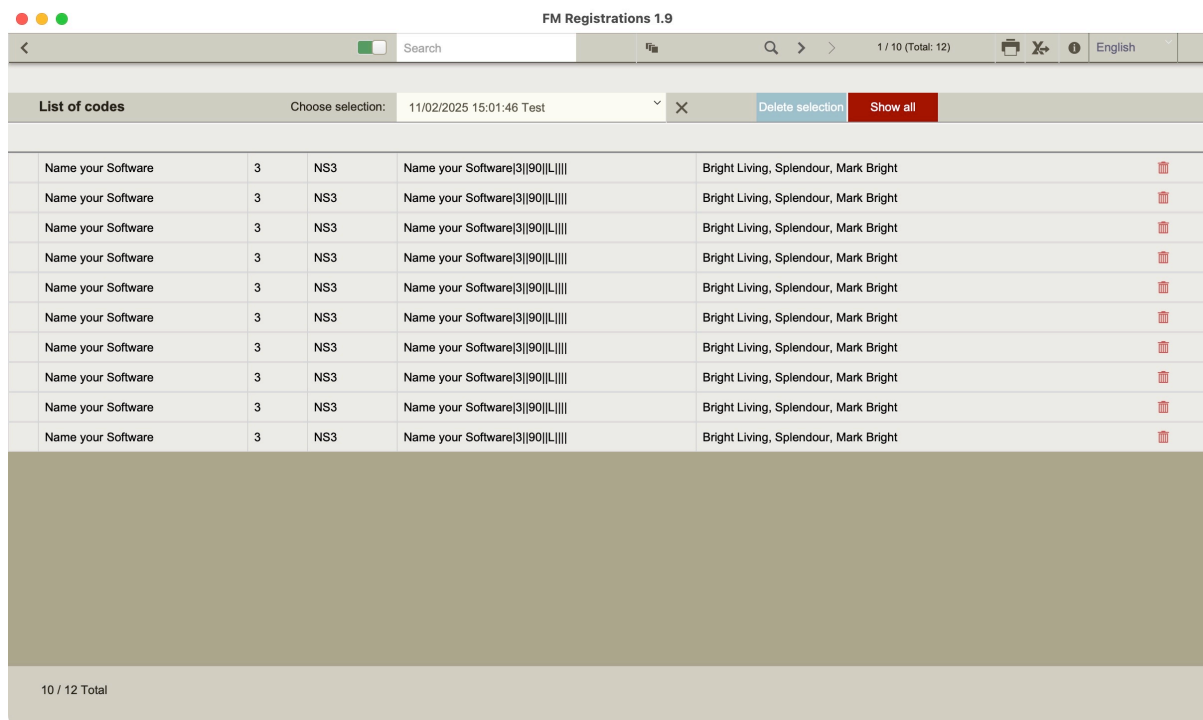 FM Registrations 1.9
Search
1 / 10 (Total: 12)
English
List of codes Choose selection: 11/02/2025 15:01:46 Test Delete selection Show all
Name your Software 3 NS3 Name your Software|3||90||L|||| Bright Living, Splendour, Mark Bright
Name your Software 3 NS3 Name your Software|3||90||L|||| Bright Living, Splendour, Mark Bright
Name your Software 3 NS3 Name your Software|3||90||L|||| Bright Living, Splendour, Mark Bright
Name your Software 3 NS3 Name your Software|3||90||L|||| Bright Living, Splendour, Mark Bright
Name your Software 3 NS3 Name your Software|3||90||L|||| Bright Living, Splendour, Mark Bright
Name your Software 3 NS3 Name your Software|3||90||L|||| Bright Living, Splendour, Mark Bright
Name your Software 3 NS3 Name your Software|3||90||L|||| Bright Living, Splendour, Mark Bright
Name your Software 3 NS3 Name your Software|3||90||L|||| Bright Living, Splendour, Mark Bright
Name your Software 3 NS3 Name your Software|3||90||L|||| Bright Living, Splendour, Mark Bright
Name your Software 3 NS3 Name your Software|3||90||L|||| Bright Living, Splendour, Mark Bright
10 / 12 Total